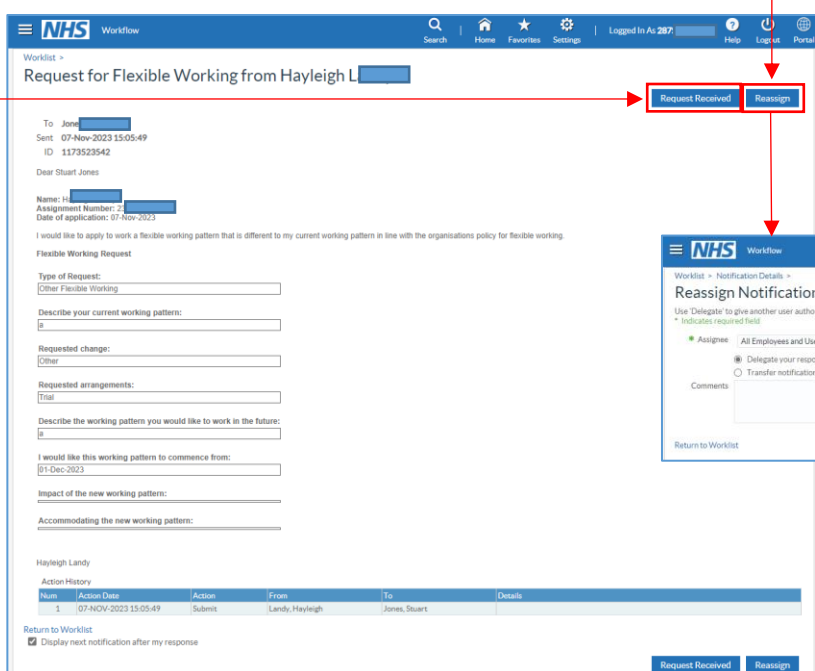 NHS Workflow
Search | Home Favorites Settings | Logged In As 287: Help Logout Portal
Worklist >
Request for Flexible Working from Hayleigh L
Request Received Reassign
To Jone
Sent 07-Nov-2023 15:05:49
ID 1173523542
Dear Stuart Jones
Name: H
Assignment Number: 2
Date of application: 07-Nov-2023
I would like to apply to work a flexible working pattern that is different to my current working pattern in line with the organisations policy for flexible working.
Flexible Working Request
Type of Request:
Other Flexible Working
Describe your current working pattern:
a
Requested change:
Other
Requested arrangements:
Trial
Describe the working pattern you would like to work in the future:
a
I would like this working pattern to commence from:
01-Dec-2023
Impact of the new working pattern:
Accommodating the new working pattern:
Hayleigh Landy
Action History
Num Action Date Action From To Details
1 07-NOV-2023 15:05:49 Submit Landy, Hayleigh Jones, Stuart
Return to Worklist
Display next notification after my response
Request Received Reassign
NHS Workflow
Worklist > Notification Details >
Reassign Notification
Use 'Delegate' to give another user autho
* Indicates required field
* Assignee All Employees and Use
Delegate your respo
Transfer notification
Comments
Return to Worklist